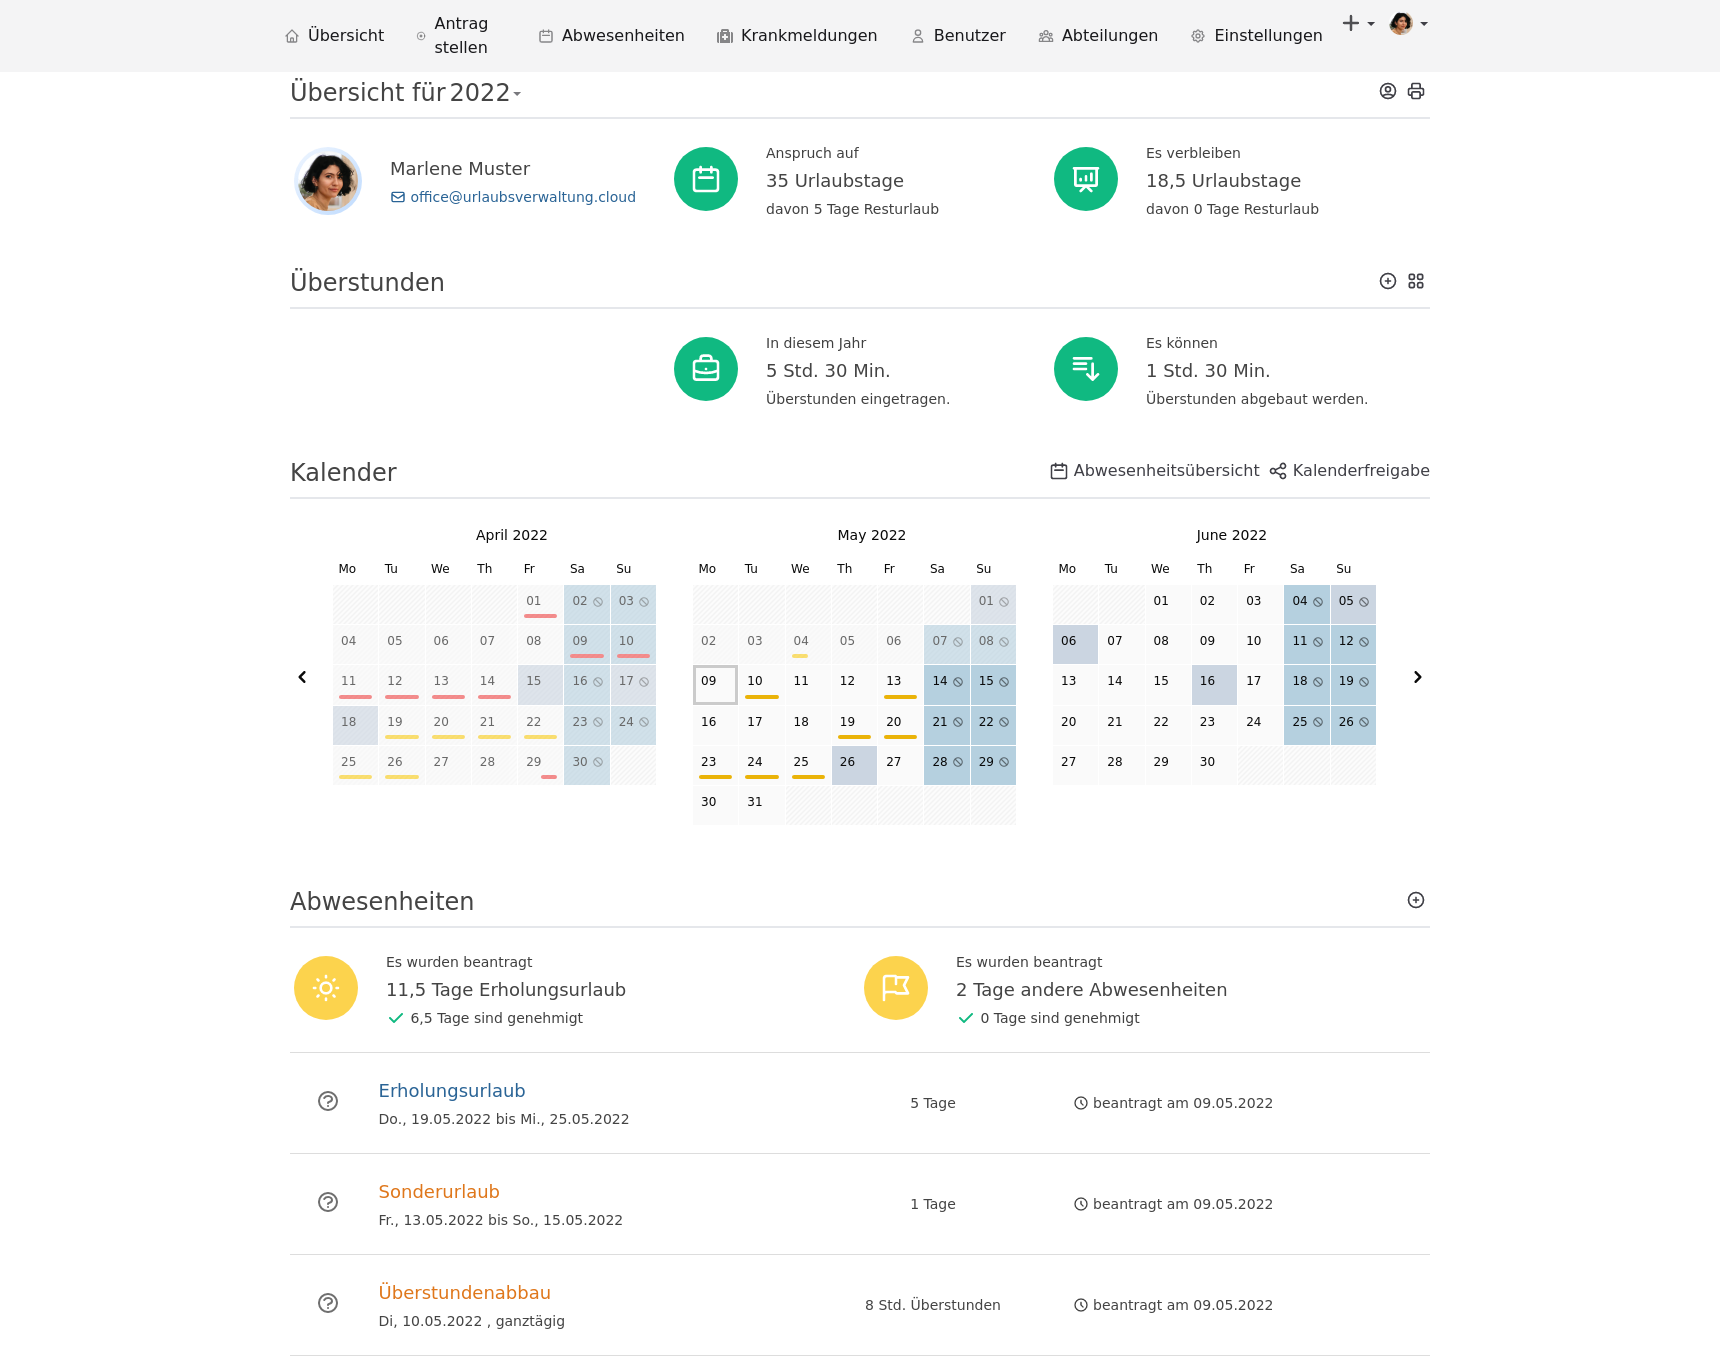 Übersicht
Antrag
stellen
Abwesenheiten
Krankmeldungen
Benutzer
Abteilungen
Einstellungen
Übersicht für 2022
Marlene Muster
office@urlaubsverwaltung.cloud
Anspruch auf
35 Urlaubstage
davon 5 Tage Resturlaub
Es verbleiben
18,5 Urlaubstage
davon 0 Tage Resturlaub
Überstunden
In diesem Jahr
5 Std. 30 Min.
Überstunden eingetragen.
Es können
1 Std. 30 Min.
Überstunden abgebaut werden.
Kalender
Abwesenheitsübersicht
Kalenderfreigabe
April 2022
Mo Tu We Th Fr Sa Su
01 02 03
04 05 06 07 08 09 10
11 12 13 14 15 16 17
18 19 20 21 22 23 24
25 26 27 28 29 30
May 2022
Mo Tu We Th Fr Sa Su
01
02 03 04 05 06 07 08
09 10 11 12 13 14 15
16 17 18 19 20 21 22
23 24 25 26 27 28 29
30 31
June 2022
Mo Tu We Th Fr Sa Su
01 02 03 04 05
06 07 08 09 10 11 12
13 14 15 16 17 18 19
20 21 22 23 24 25 26
27 28 29 30
Abwesenheiten
Es wurden beantragt
11,5 Tage Erholungsurlaub
6,5 Tage sind genehmigt
Es wurden beantragt
2 Tage andere Abwesenheiten
0 Tage sind genehmigt
Erholungsurlaub
Do., 19.05.2022 bis Mi., 25.05.2022
5 Tage
beantragt am 09.05.2022
Sonderurlaub
Fr., 13.05.2022 bis So., 15.05.2022
1 Tage
beantragt am 09.05.2022
Überstundenabbau
Di, 10.05.2022 , ganztägig
8 Std. Überstunden
beantragt am 09.05.2022